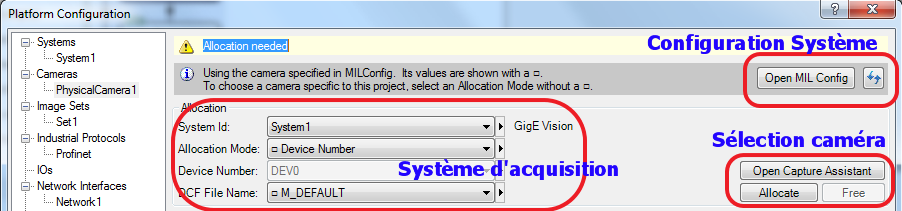 Platform Configuration
Systems
System1
Cameras
PhysicalCamera1
Image Sets
Set1
Industrial Protocols
Profinet
IOs
Network Interfaces
Network1
Allocation needed
Configuration Système
Using the camera specified in MILConfig. Its values are shown with a □.
To choose a camera specific to this project, select an Allocation Mode without a □.
Open MIL Config
Allocation
System Id: System1 GigE Vision
Allocation Mode: □ Device Number
Device Number: DEV0
DCF File Name: □ M_DEFAULT
Système d'acquisition
Sélection caméra
Open Capture Assistant
Allocate Free